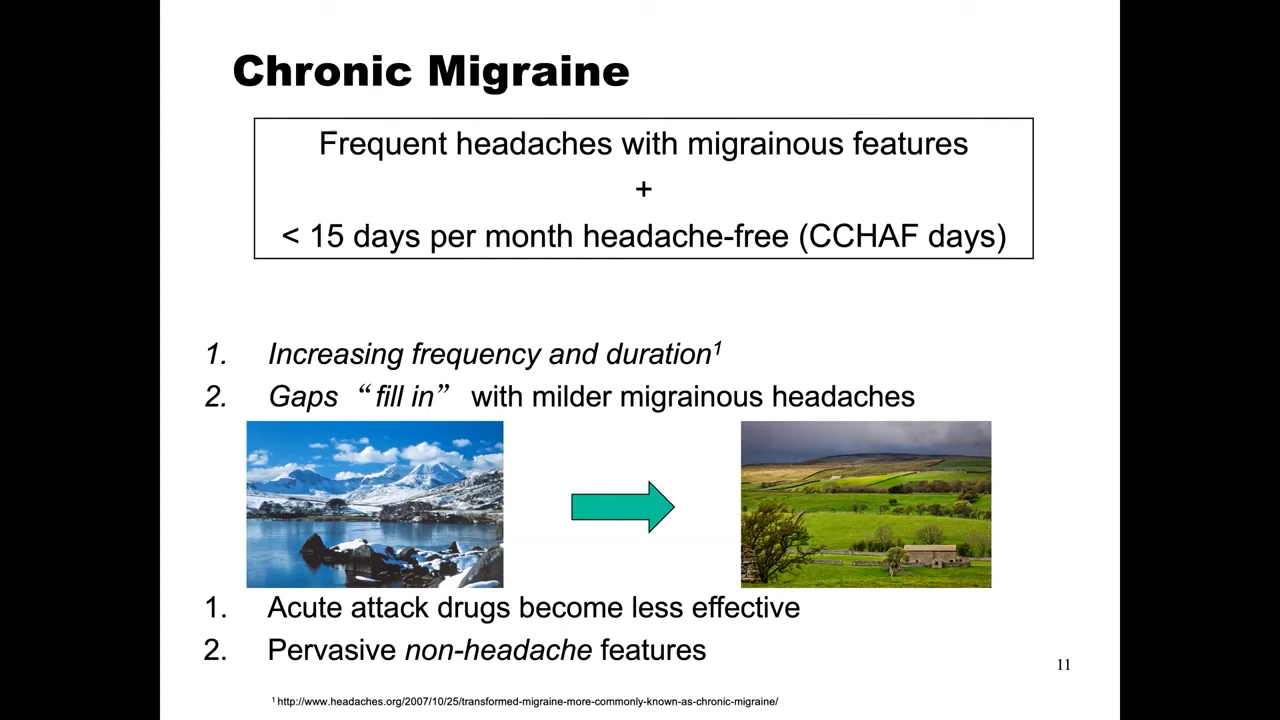 Chronic Migraine
Frequent headaches with migrainous features
+
< 15 days per month headache-free (CCHAF days)
1. Increasing frequency and duration¹
2. Gaps “fill in” with milder migrainous headaches
1. Acute attack drugs become less effective
2. Pervasive non-headache features
11
¹ http://www.headaches.org/2007/10/25/transformed-migraine-more-commonly-known-as-chronic-migraine/